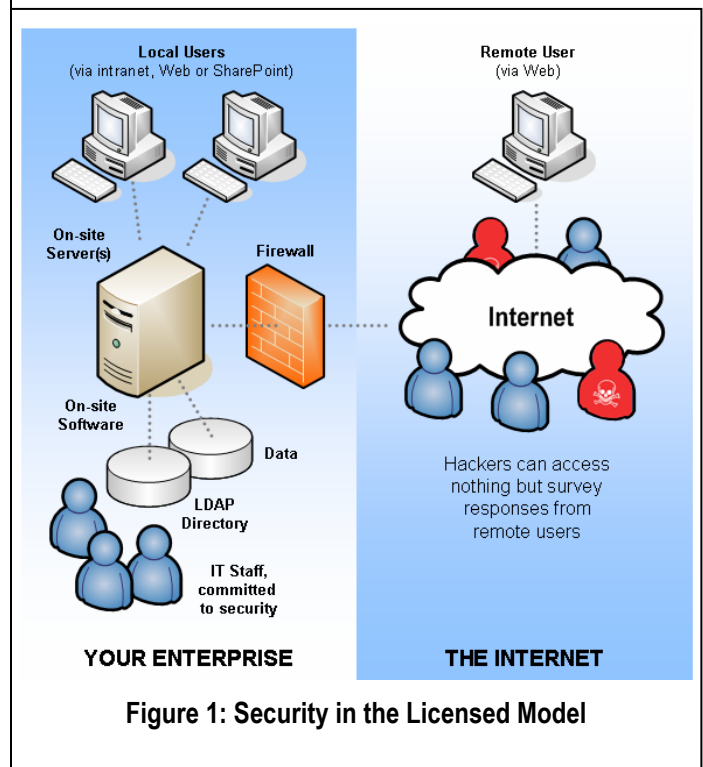 Local Users
(via intranet, Web or SharePoint)
Remote User
(via Web)
On-site
Server(s)
Firewall
Internet
On-site
Software
Data
LDAP
Directory
IT Staff,
committed
to security
Hackers can access
nothing but survey
responses from
remote users
YOUR ENTERPRISE
THE INTERNET
Figure 1: Security in the Licensed Model